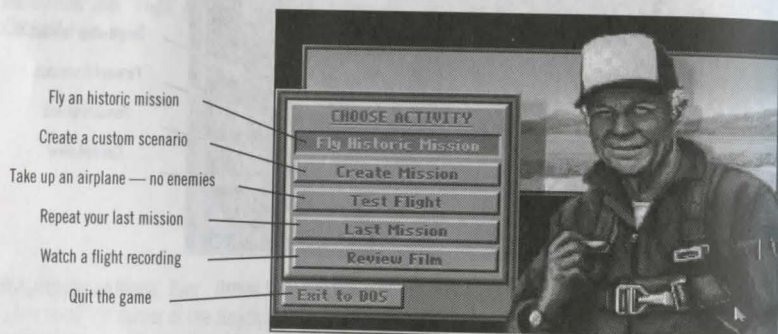 Fly an historic mission
Create a custom scenario
Take up an airplane — no enemies
Repeat your last mission
Watch a flight recording
Quit the game
CHOOSE ACTIVITY
Fly Historic Mission
Create Mission
Test Flight
Last Mission
Review Film
Exit to DOS